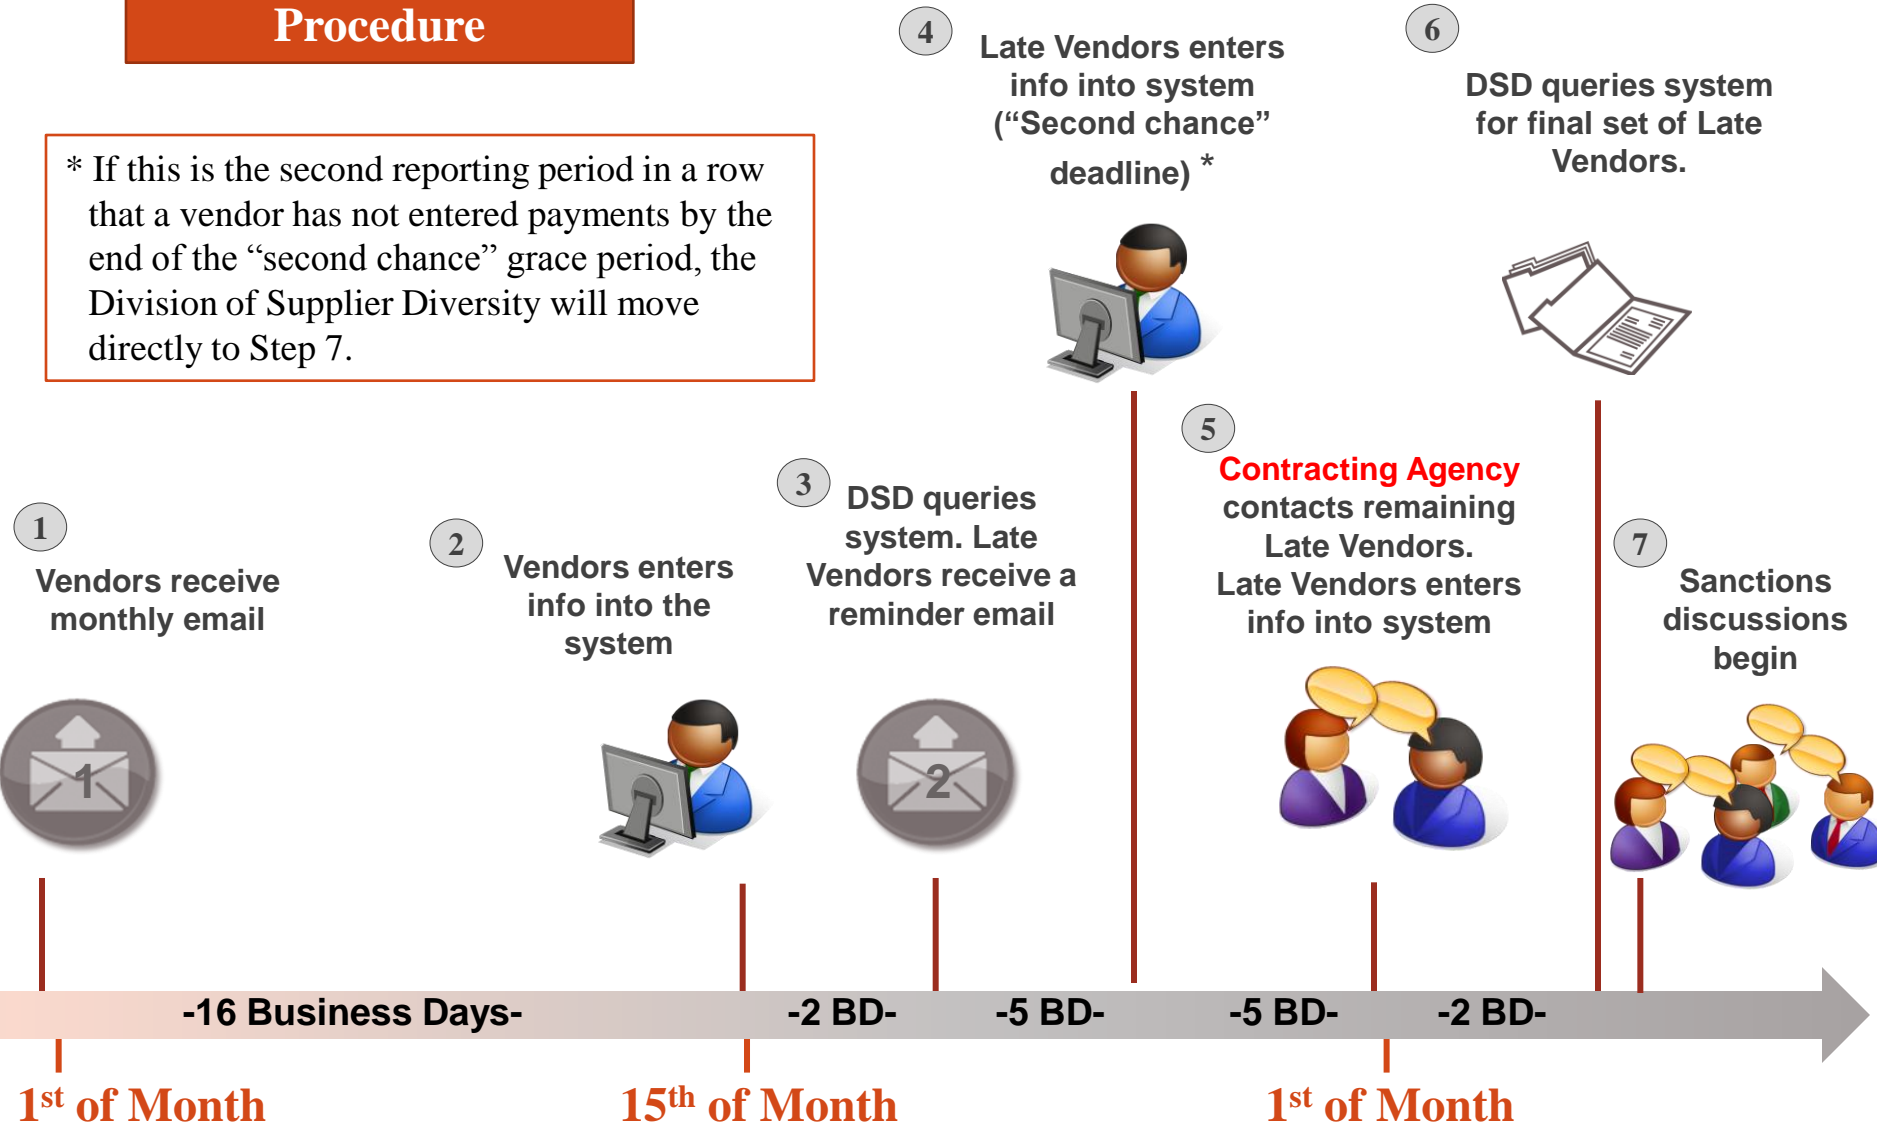 Procedure
* If this is the second reporting period in a row
that a vendor has not entered payments by the
end of the “second chance” grace period, the
Division of Supplier Diversity will move
directly to Step 7.
1
Vendors receive
monthly email
1
2
Vendors enters
info into the
system
3
DSD queries
system. Late
Vendors receive a
reminder email
2
4
Late Vendors enters
info into system
(“Second chance”
deadline) *
5
Contracting Agency
contacts remaining
Late Vendors.
Late Vendors enters
info into system
6
DSD queries system
for final set of Late
Vendors.
7
Sanctions
discussions
begin
-16 Business Days-
-2 BD-
-5 BD-
-5 BD-
-2 BD-
1st of Month
15th of Month
1st of Month